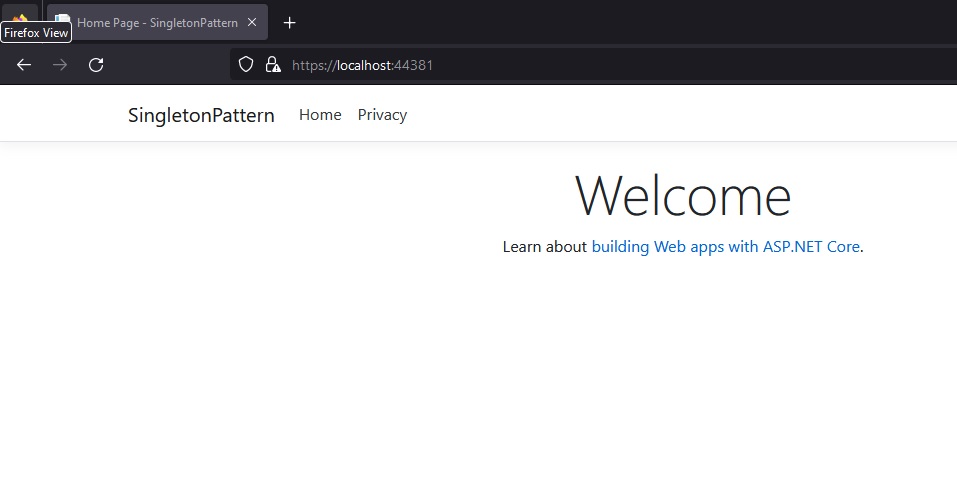 Home Page - SingletonPattern
Firefox View
https://localhost:44381
SingletonPattern Home Privacy
Welcome
Learn about building Web apps with ASP.NET Core.